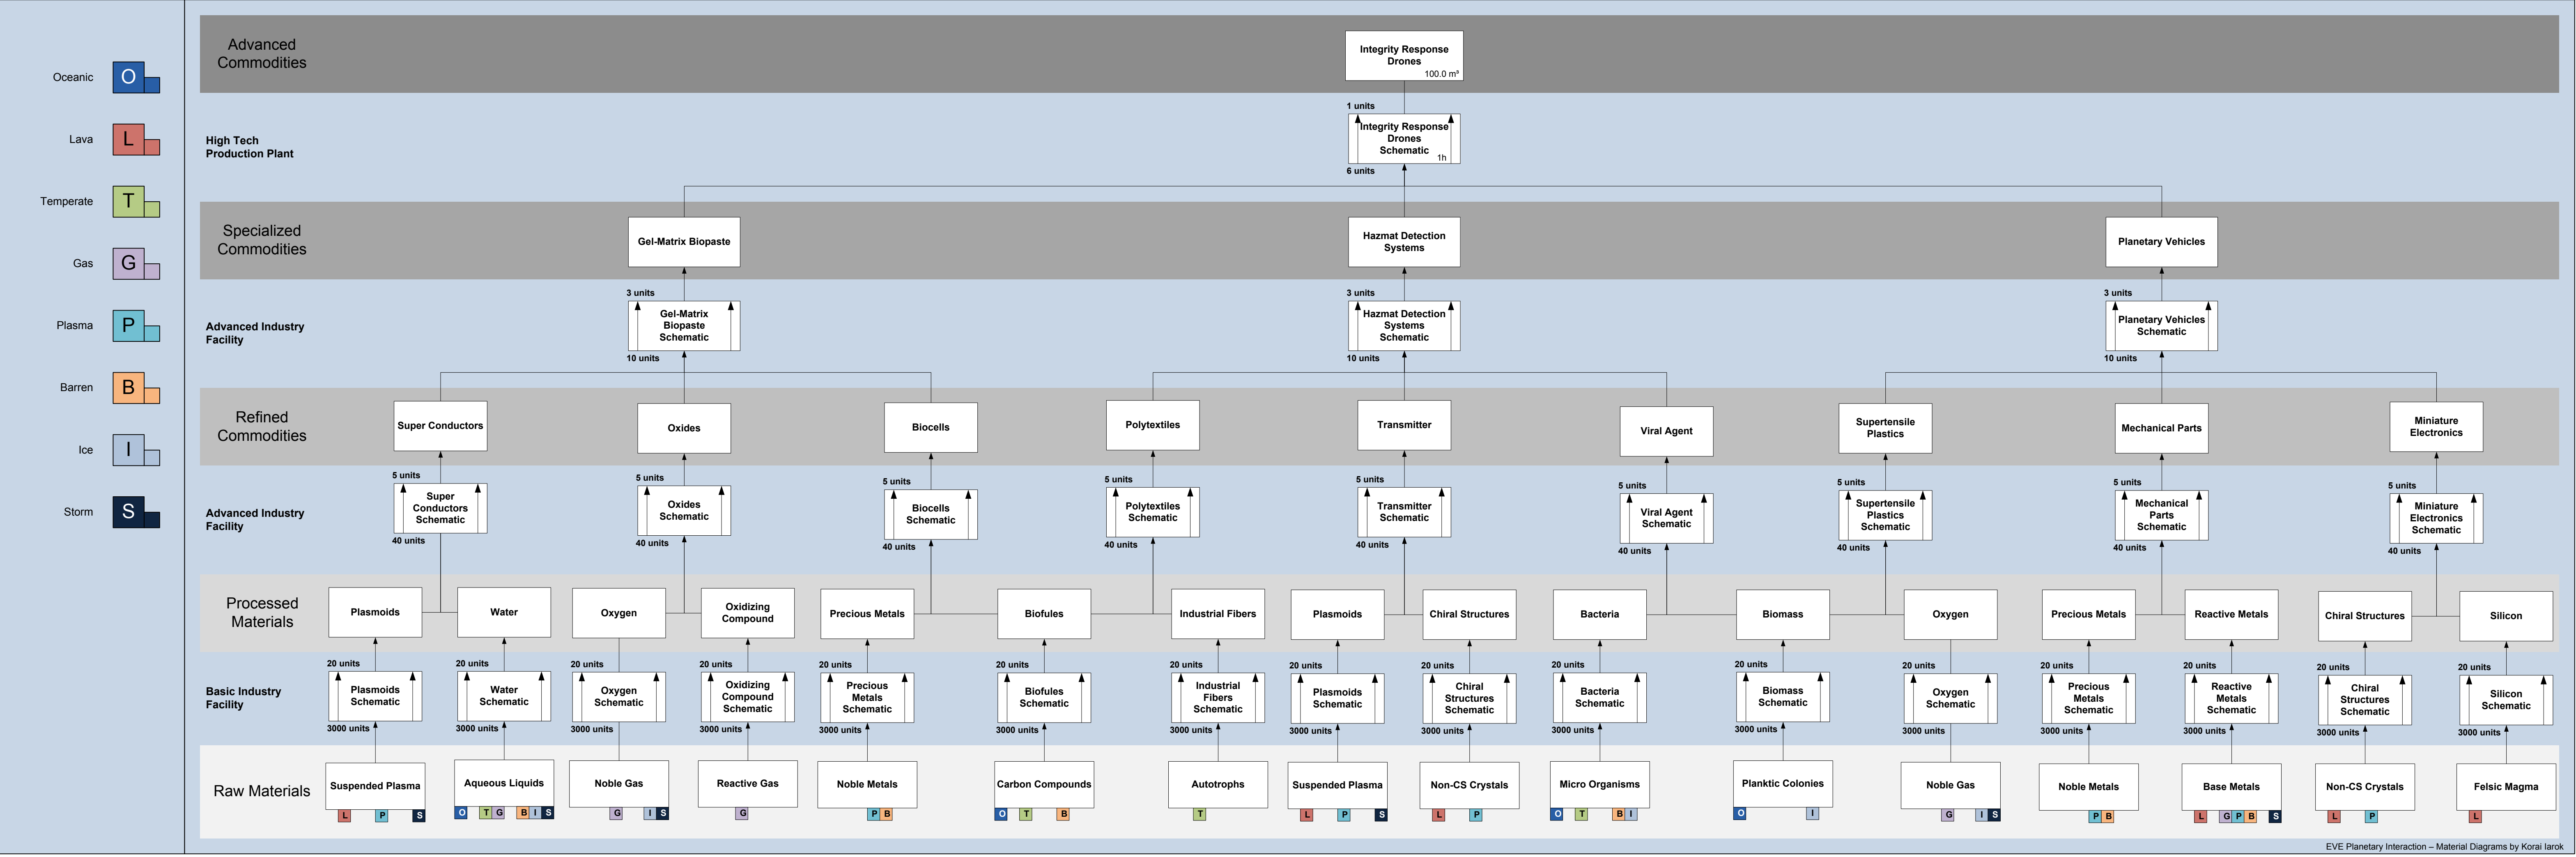 Oceanic
O
Lava
L
Temperate
T
Gas
G
Plasma
P
Barren
B
Ice
I
Storm
S
Advanced
Commodities
Integrity Response
Drones
100.0 m³
High Tech
Production Plant
1 units
Integrity Response
Drones
Schematic
1h
6 units
Specialized
Commodities
Gel-Matrix Biopaste
Hazmat Detection
Systems
Planetary Vehicles
Advanced Industry
Facility
3 units
Gel-Matrix
Biopaste
Schematic
10 units
3 units
Hazmat Detection
Systems
Schematic
10 units
3 units
Planetary Vehicles
Schematic
10 units
Refined
Commodities
Super Conductors
Oxides
Biocells
Polytextiles
Transmitter
Viral Agent
Supertensile
Plastics
Mechanical Parts
Miniature
Electronics
Advanced Industry
Facility
5 units
Super
Conductors
Schematic
40 units
5 units
Oxides
Schematic
40 units
5 units
Biocells
Schematic
40 units
5 units
Polytextiles
Schematic
40 units
5 units
Transmitter
Schematic
40 units
5 units
Viral Agent
Schematic
40 units
5 units
Supertensile
Plastics
Schematic
40 units
5 units
Mechanical
Parts
Schematic
40 units
5 units
Miniature
Electronics
Schematic
40 units
Processed
Materials
Plasmoids
Water
Oxygen
Oxidizing
Compound
Precious Metals
Biofules
Industrial Fibers
Plasmoids
Chiral Structures
Bacteria
Biomass
Oxygen
Precious Metals
Reactive Metals
Chiral Structures
Silicon
Basic Industry
Facility
20 units
Plasmoids
Schematic
3000 units
20 units
Water
Schematic
3000 units
20 units
Oxygen
Schematic
3000 units
20 units
Oxidizing
Compound
Schematic
3000 units
20 units
Precious
Metals
Schematic
3000 units
20 units
Biofules
Schematic
3000 units
20 units
Industrial
Fibers
Schematic
3000 units
20 units
Plasmoids
Schematic
3000 units
20 units
Chiral
Structures
Schematic
3000 units
20 units
Bacteria
Schematic
3000 units
20 units
Biomass
Schematic
3000 units
20 units
Oxygen
Schematic
3000 units
20 units
Precious
Metals
Schematic
3000 units
20 units
Reactive
Metals
Schematic
3000 units
20 units
Chiral
Structures
Schematic
3000 units
20 units
Silicon
Schematic
3000 units
Raw Materials
Suspended Plasma
L P S
Aqueous Liquids
O T G B I S
Noble Gas
G I S
Reactive Gas
G
Noble Metals
P B
Carbon Compounds
O T B
Autotrophs
T
Suspended Plasma
L P S
Non-CS Crystals
L P
Micro Organisms
O T B I
Planktic Colonies
O I
Noble Gas
G I S
Noble Metals
P B
Base Metals
L G P B S
Non-CS Crystals
L P
Felsic Magma
L
EVE Planetary Interaction – Material Diagrams by Korai Iarok